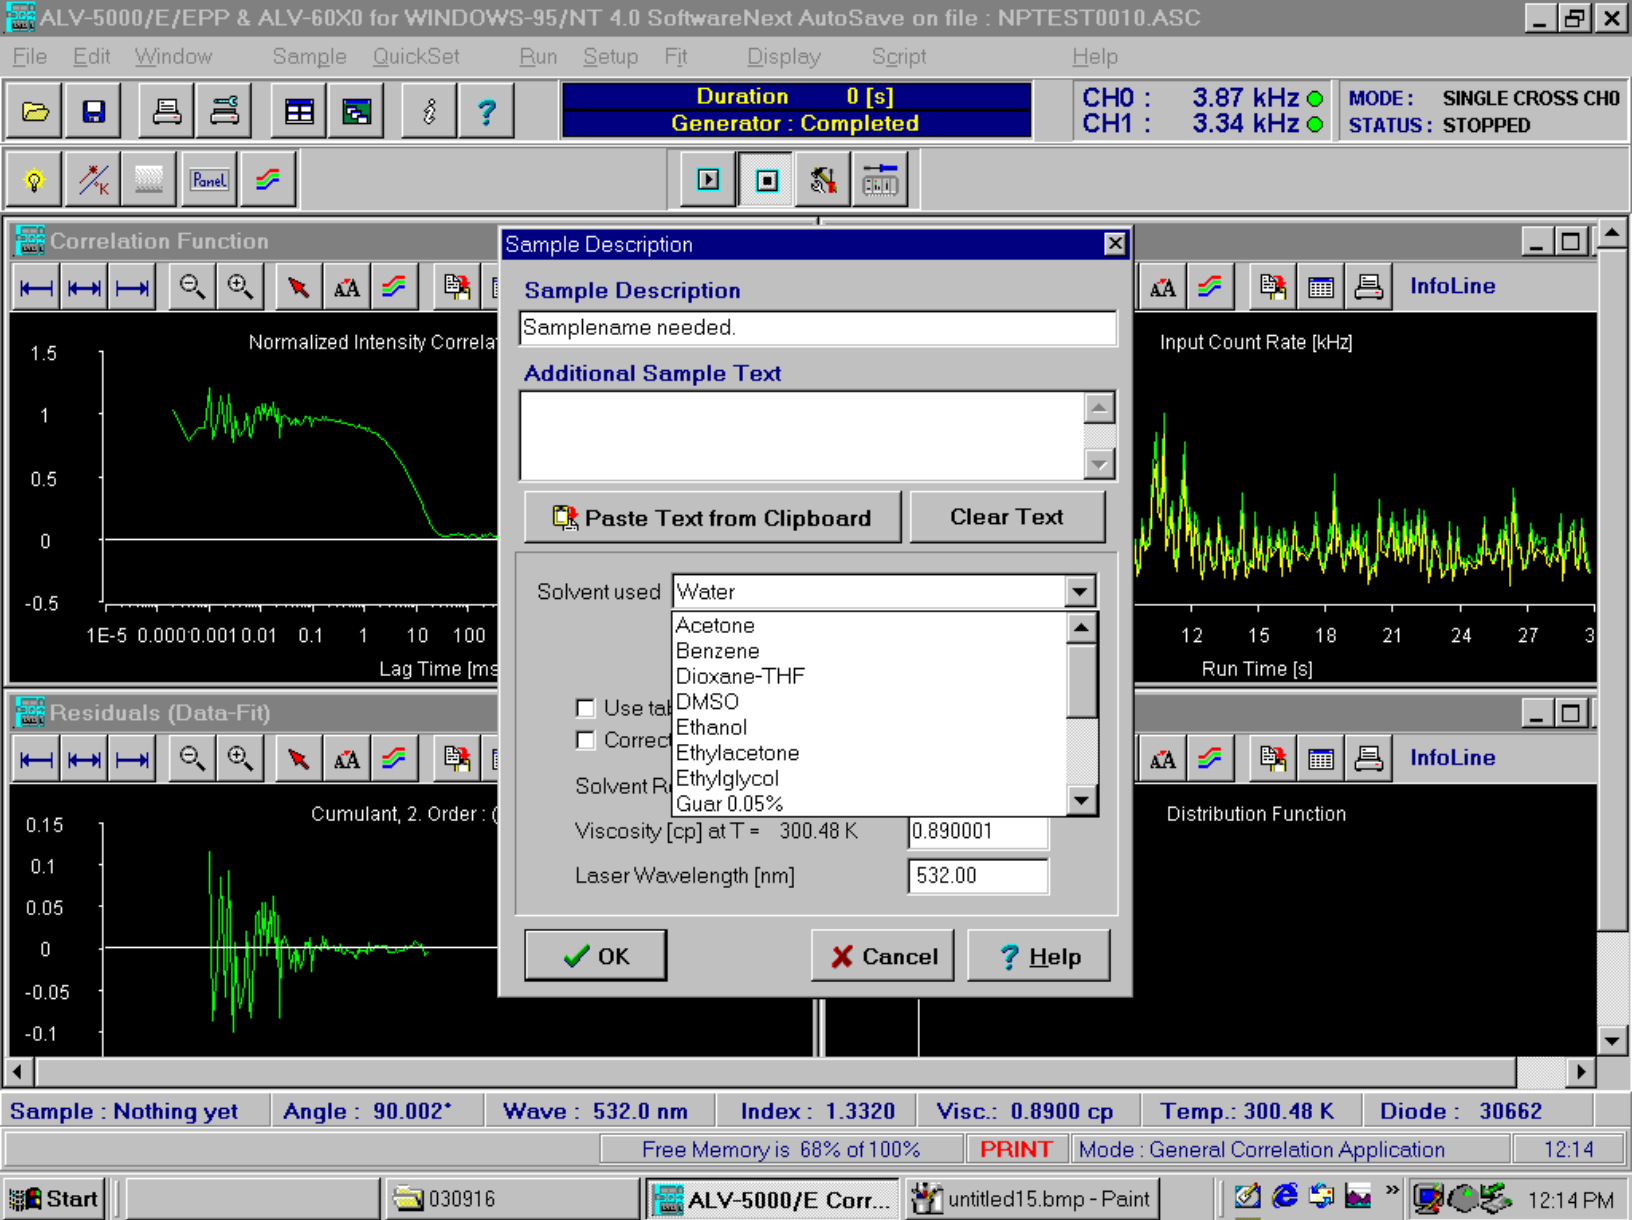 ALV-5000/E/EPP & ALV-60X0 for WINDOWS-95/NT 4.0 SoftwareNext AutoSave on file : NPTEST0010.ASC
File Edit Window Sample QuickSet Run Setup Fit Display Script Help
Duration 0 [s]
Generator : Completed
CH0 : 3.87 kHz
CH1 : 3.34 kHz
MODE : SINGLE CROSS CH0
STATUS : STOPPED
°K
Panel
Correlation Function
InfoLine
Normalized Intensity Correla
1.5
1
0.5
0
-0.5
1E-5 0.000 0.001 0.01 0.1 1 10 100
Lag Time [ms
Sample Description
Sample Description
Samplename needed.
Additional Sample Text
Paste Text from Clipboard
Clear Text
Solvent used Water
Acetone
Benzene
Dioxane-THF
DMSO
Ethanol
Ethylacetone
Ethylglycol
Guar 0.05%
Use tab
Correct
Solvent R
Viscosity [cp] at T = 300.48 K 0.890001
Laser Wavelength [nm] 532.00
OK
Cancel
Help
Input Count Rate [kHz]
12 15 18 21 24 27 3
Run Time [s]
Residuals (Data-Fit)
InfoLine
Cumulant, 2. Order : (
0.15
0.1
0.05
0
-0.05
-0.1
Distribution Function
Sample : Nothing yet Angle : 90.002° Wave : 532.0 nm Index : 1.3320 Visc.: 0.8900 cp Temp.: 300.48 K Diode : 30662
Free Memory is 68% of 100% PRINT Mode : General Correlation Application 12:14
Start 030916 ALV-5000/E Corr... untitled15.bmp - Paint » 12:14 PM